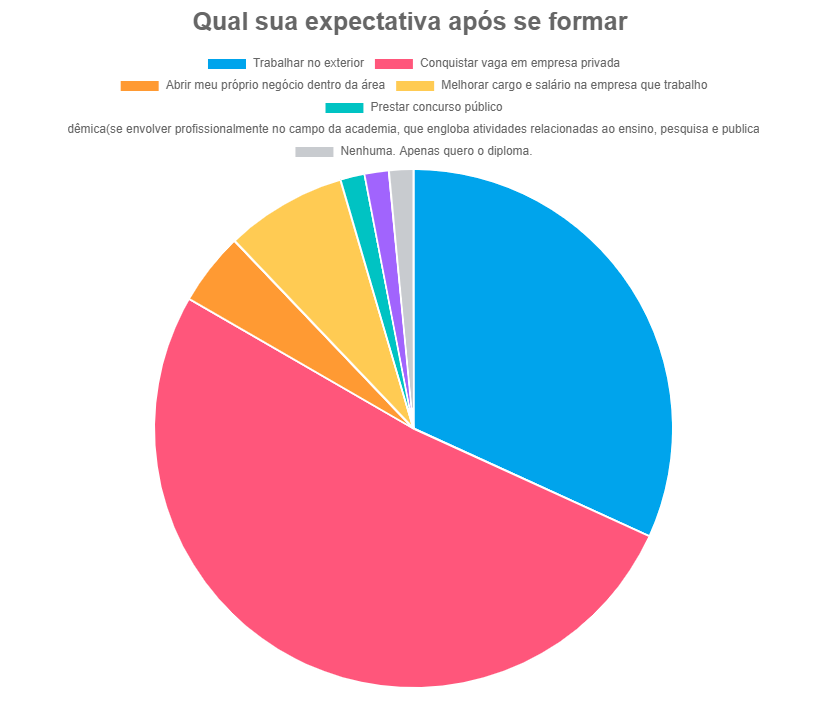 Qual sua expectativa após se formar
Trabalhar no exterior Conquistar vaga em empresa privada
Abrir meu próprio negócio dentro da área Melhorar cargo e salário na empresa que trabalho
Prestar concurso público
dêmica(se envolver profissionalmente no campo da academia, que engloba atividades relacionadas ao ensino, pesquisa e publica
Nenhuma. Apenas quero o diploma.